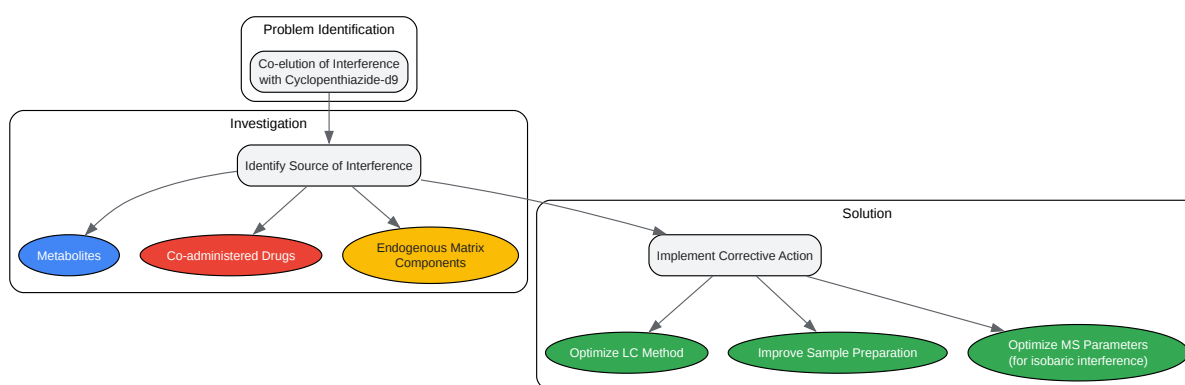 Problem Identification
Co-elution of Interference
with Cyclopenthiazide-d9
Investigation
Identify Source of Interference
Metabolites
Co-administered Drugs
Endogenous Matrix
Components
Solution
Implement Corrective Action
Optimize LC Method
Improve Sample Preparation
Optimize MS Parameters
(for isobaric interference)